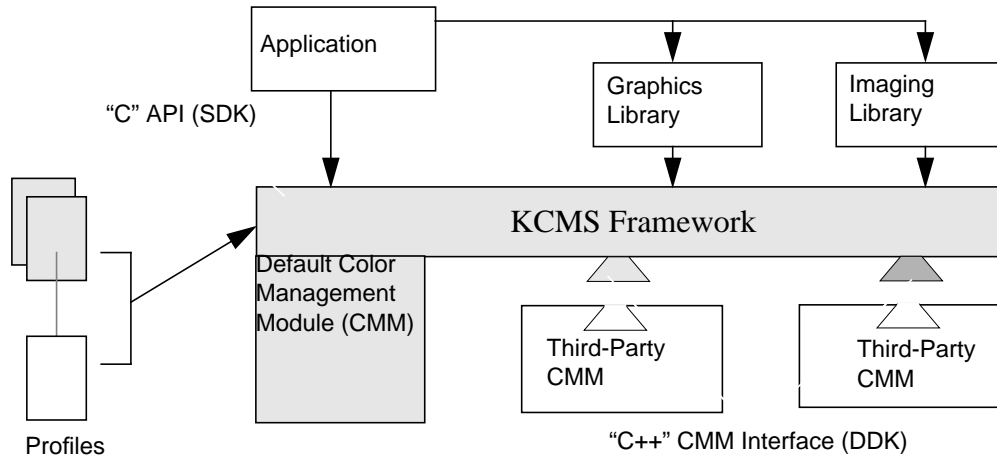 Application
Graphics
Library
Imaging
Library
“C” API (SDK)
KCMS Framework
Default Color
Management
Module (CMM)
Third-Party
CMM
Third-Party
CMM
Profiles
“C++” CMM Interface (DDK)